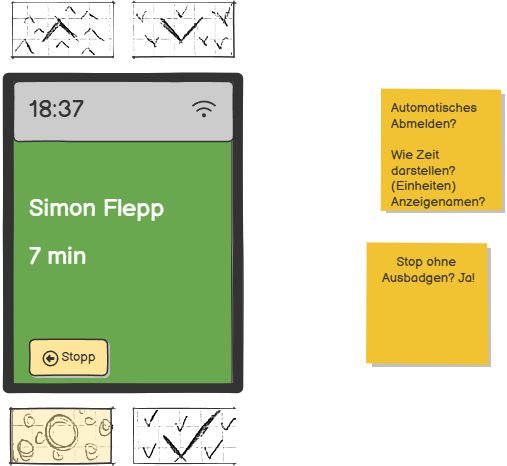 18:37
Simon Flepp
7 min
Stopp
Automatisches
Abmelden?
Wie Zeit
darstellen?
(Einheiten)
Anzeigenamen?
Stop ohne
Ausbadgen? Ja!